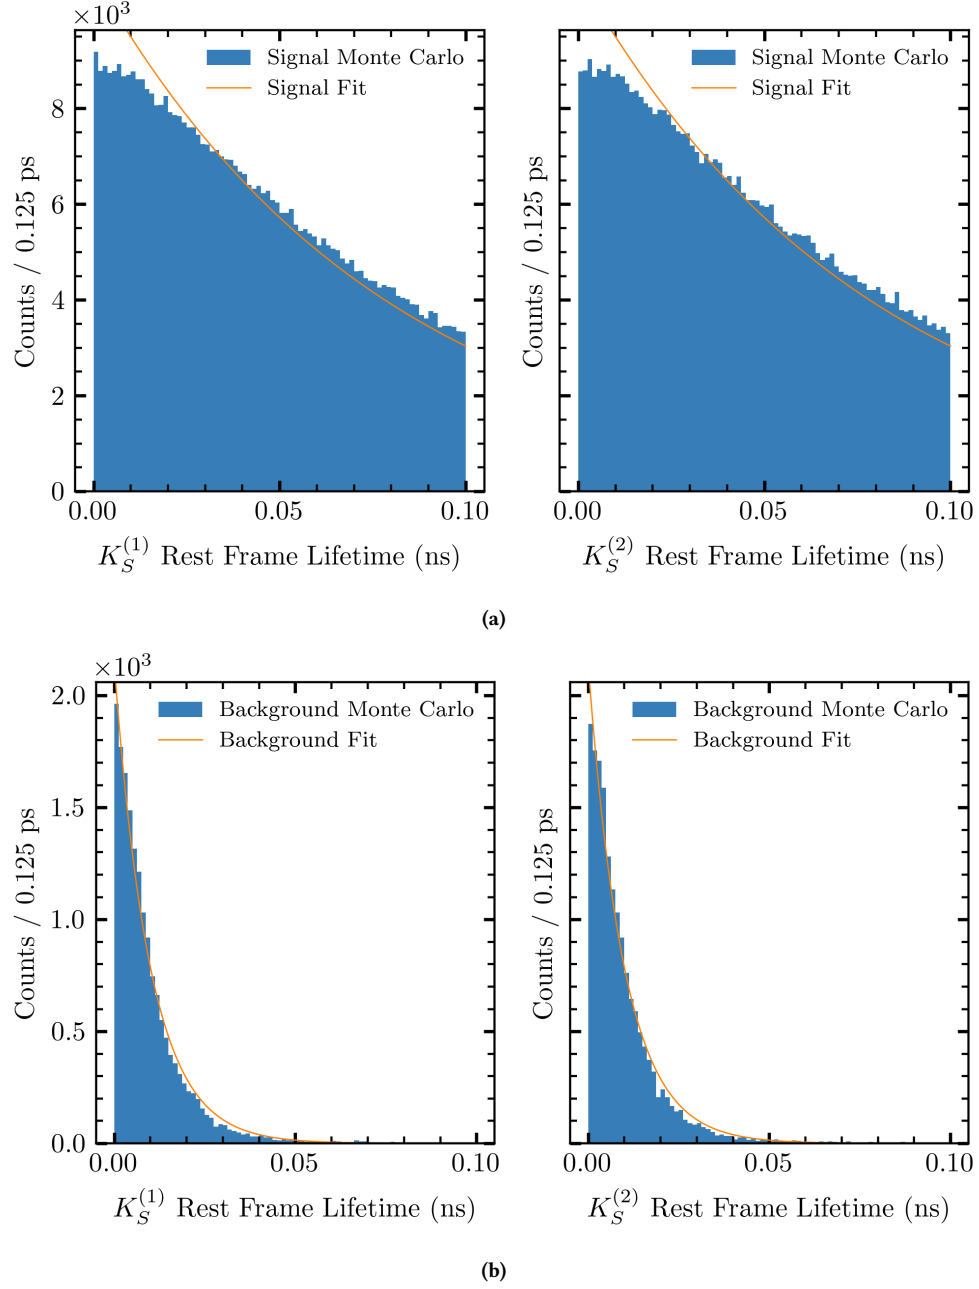 ×10³
Signal Monte Carlo
Signal Fit
8
6
4
2
0
Counts / 0.125 ps
0.00 0.05 0.10
K_S^(1) Rest Frame Lifetime (ns)
Signal Monte Carlo
Signal Fit
Counts / 0.125 ps
0.00 0.05 0.10
K_S^(2) Rest Frame Lifetime (ns)
(a)
×10³
Background Monte Carlo
Background Fit
2.0
1.5
1.0
0.5
0.0
Counts / 0.125 ps
0.00 0.05 0.10
K_S^(1) Rest Frame Lifetime (ns)
Background Monte Carlo
Background Fit
Counts / 0.125 ps
0.00 0.05 0.10
K_S^(2) Rest Frame Lifetime (ns)
(b)